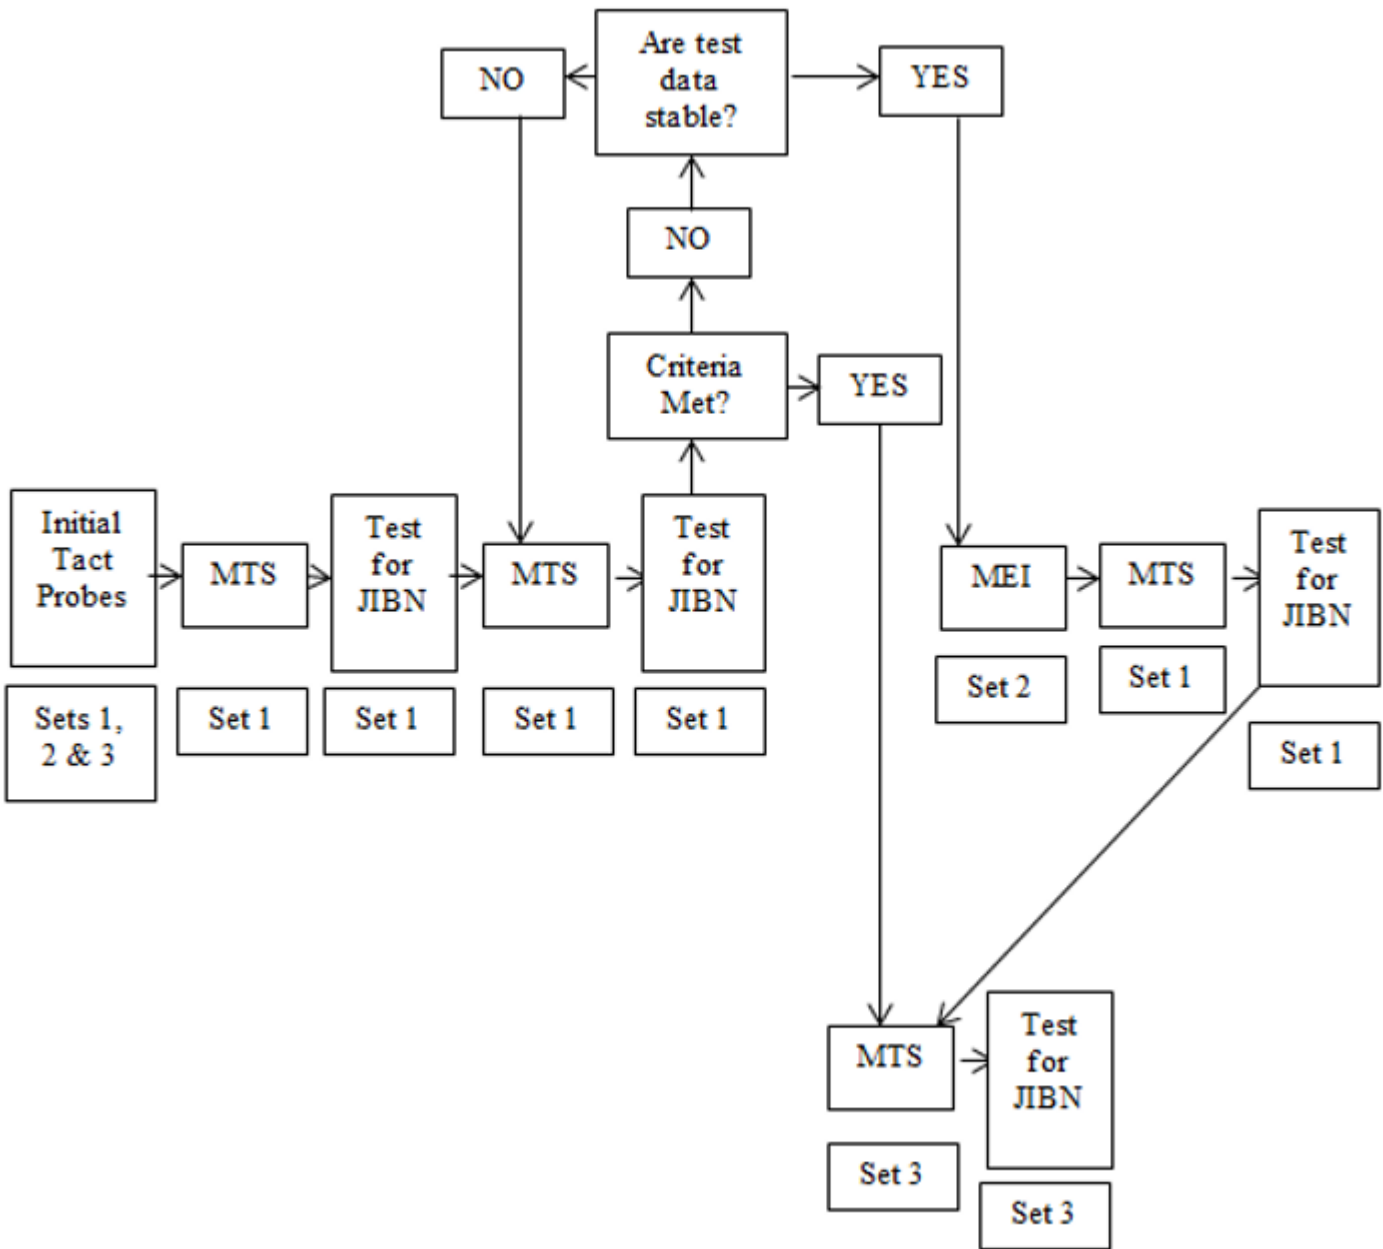 Are test
data
stable?
NO
YES
NO
Criteria
Met?
YES
Initial
Tact
Probes
MTS
Test
for
JIBN
MTS
Test
for
JIBN
MEI
MTS
Test
for
JIBN
Sets 1,
2 & 3
Set 1
Set 1
Set 1
Set 1
Set 2
Set 1
Set 1
MTS
Test
for
JIBN
Set 3
Set 3